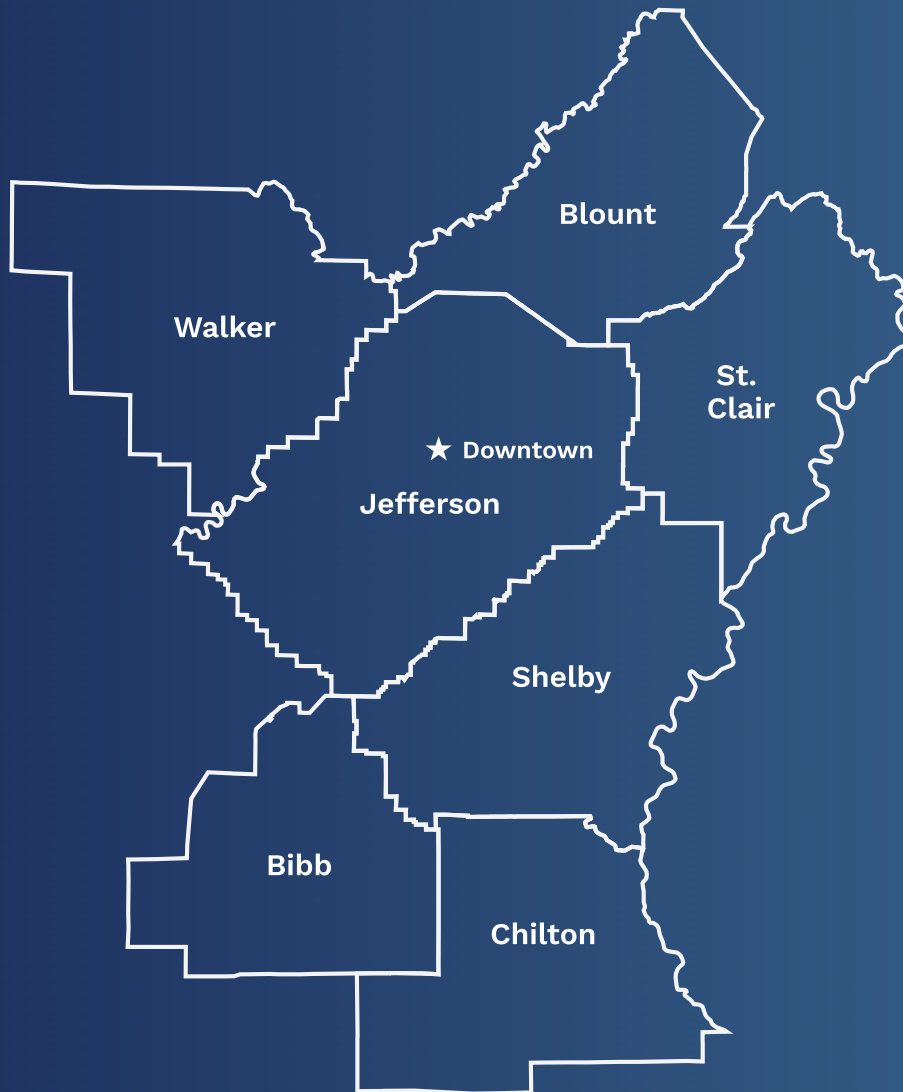 Blount
Walker
St.
Clair
Downtown
Jefferson
Shelby
Bibb
Chilton